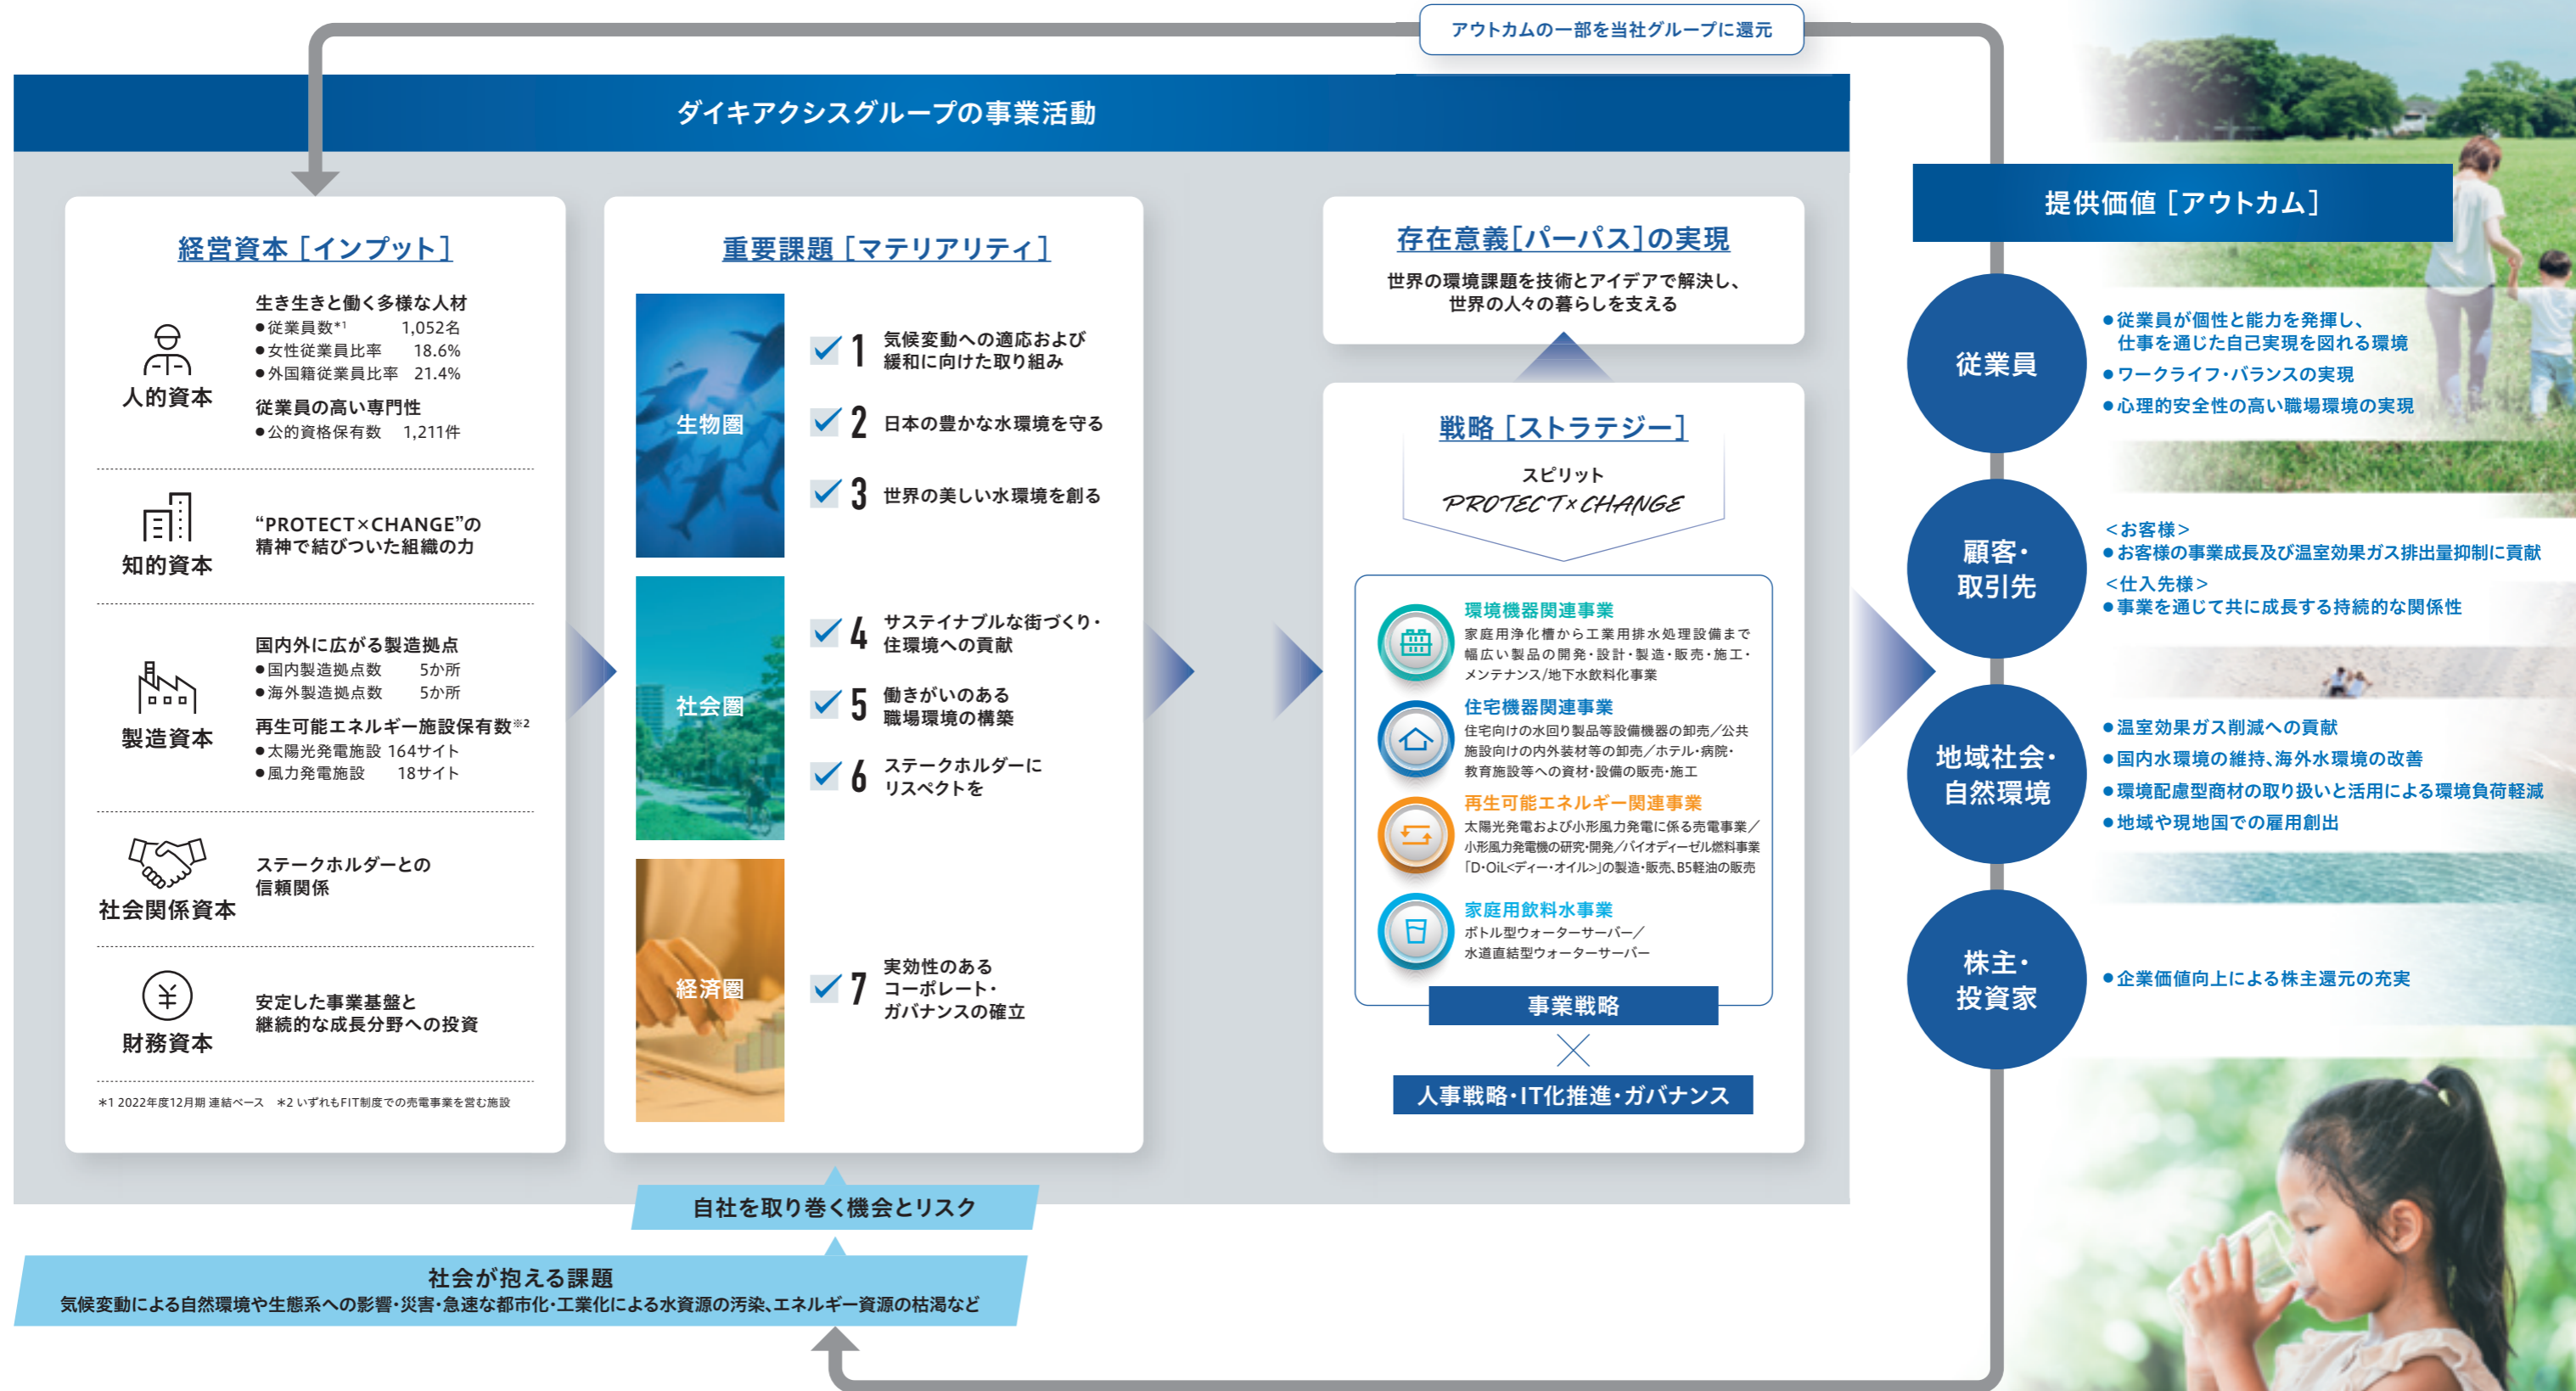 アウトカムの一部を当社グループに還元
ダイキアクシスグループの事業活動
経営資本［インプット］
人的資本
生き生きと働く多様な人材
●従業員数*1 1,052名
●女性従業員比率 18.6%
●外国籍従業員比率 21.4%
従業員の高い専門性
●公的資格保有数 1,211件
知的資本
“PROTECT×CHANGE”の
精神で結びついた組織の力
製造資本
国内外に広がる製造拠点
●国内製造拠点数 5か所
●海外製造拠点数 5か所
再生可能エネルギー施設保有数※2
●太陽光発電施設 164サイト
●風力発電施設 18サイト
社会関係資本
ステークホルダーとの
信頼関係
財務資本
安定した事業基盤と
継続的な成長分野への投資
*1 2022年度12月期 連結ベース *2 いずれもFIT制度での売電事業を営む施設
重要課題［マテリアリティ］
生物圏
1 気候変動への適応および
緩和に向けた取り組み
2 日本の豊かな水環境を守る
3 世界の美しい水環境を創る
社会圏
4 サステイナブルな街づくり・
住環境への貢献
5 働きがいのある
職場環境の構築
6 ステークホルダーに
リスペクトを
経済圏
7 実効性のある
コーポレート・
ガバナンスの確立
存在意義［パーパス］の実現
世界の環境課題を技術とアイデアで解決し、
世界の人々の暮らしを支える
戦略［ストラテジー］
スピリット
PROTECT×CHANGE
環境機器関連事業
家庭用浄化槽から工業用排水処理設備まで
幅広い製品の開発・設計・製造・販売・施工・
メンテナンス/地下水飲料化事業
住宅機器関連事業
住宅向けの水回り製品等設備機器の卸売／公共
施設向けの内外装材等の卸売／ホテル・病院・
教育施設等への資材・設備の販売・施工
再生可能エネルギー関連事業
太陽光発電および小形風力発電に係る売電事業／
小形風力発電機の研究・開発／バイオディーゼル燃料事業
「D・OiL<ディー・オイル>」の製造・販売、B5軽油の販売
家庭用飲料水事業
ボトル型ウォーターサーバー／
水道直結型ウォーターサーバー
事業戦略
人事戦略・IT化推進・ガバナンス
提供価値［アウトカム］
従業員
●従業員が個性と能力を発揮し、
仕事を通じた自己実現を図れる環境
●ワークライフ・バランスの実現
●心理的安全性の高い職場環境の実現
顧客・
取引先
＜お客様＞
●お客様の事業成長及び温室効果ガス排出量抑制に貢献
＜仕入先様＞
●事業を通じて共に成長する持続的な関係性
地域社会・
自然環境
●温室効果ガス削減への貢献
●国内水環境の維持、海外水環境の改善
●環境配慮型商材の取り扱いと活用による環境負荷軽減
●地域や現地国での雇用創出
株主・
投資家
●企業価値向上による株主還元の充実
自社を取り巻く機会とリスク
社会が抱える課題
気候変動による自然環境や生態系への影響・災害・急速な都市化・工業化による水資源の汚染、エネルギー資源の枯渇など